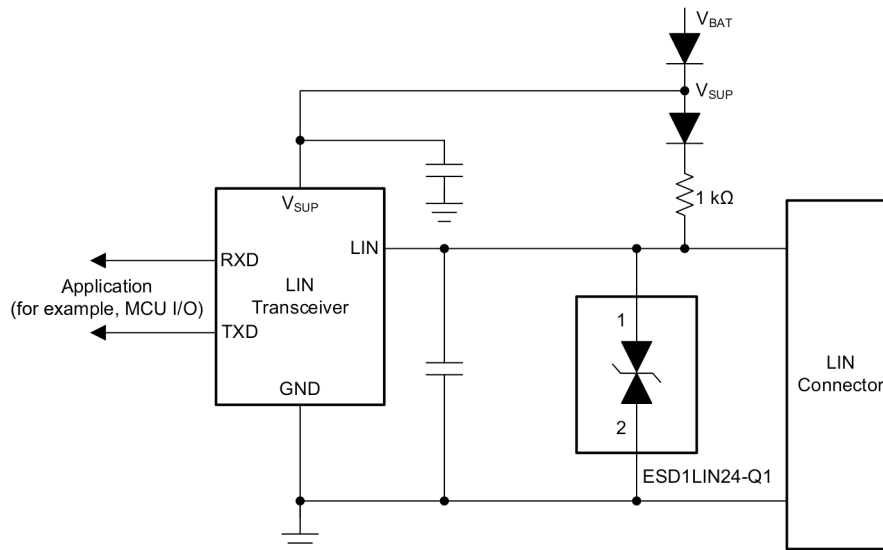 VBAT
VSUP
1 kΩ
VSUP
LIN
RXD
LIN
Transceiver
TXD
GND
Application
(for example, MCU I/O)
1
2
ESD1LIN24-Q1
LIN
Connector